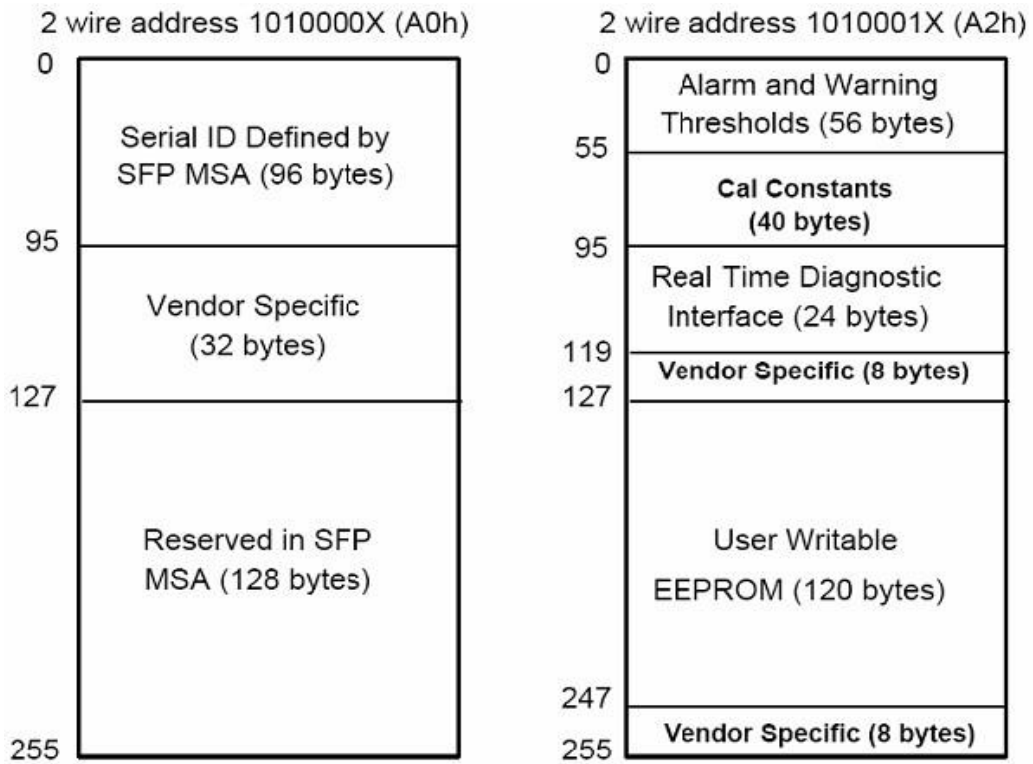 2 wire address 1010000X (A0h)
0
Serial ID Defined by
SFP MSA (96 bytes)
95
Vendor Specific
(32 bytes)
127
Reserved in SFP
MSA (128 bytes)
255
2 wire address 1010001X (A2h)
0
Alarm and Warning
Thresholds (56 bytes)
55
Cal Constants
(40 bytes)
95
Real Time Diagnostic
Interface (24 bytes)
119
Vendor Specific (8 bytes)
127
User Writable
EEPROM (120 bytes)
247
Vendor Specific (8 bytes)
255